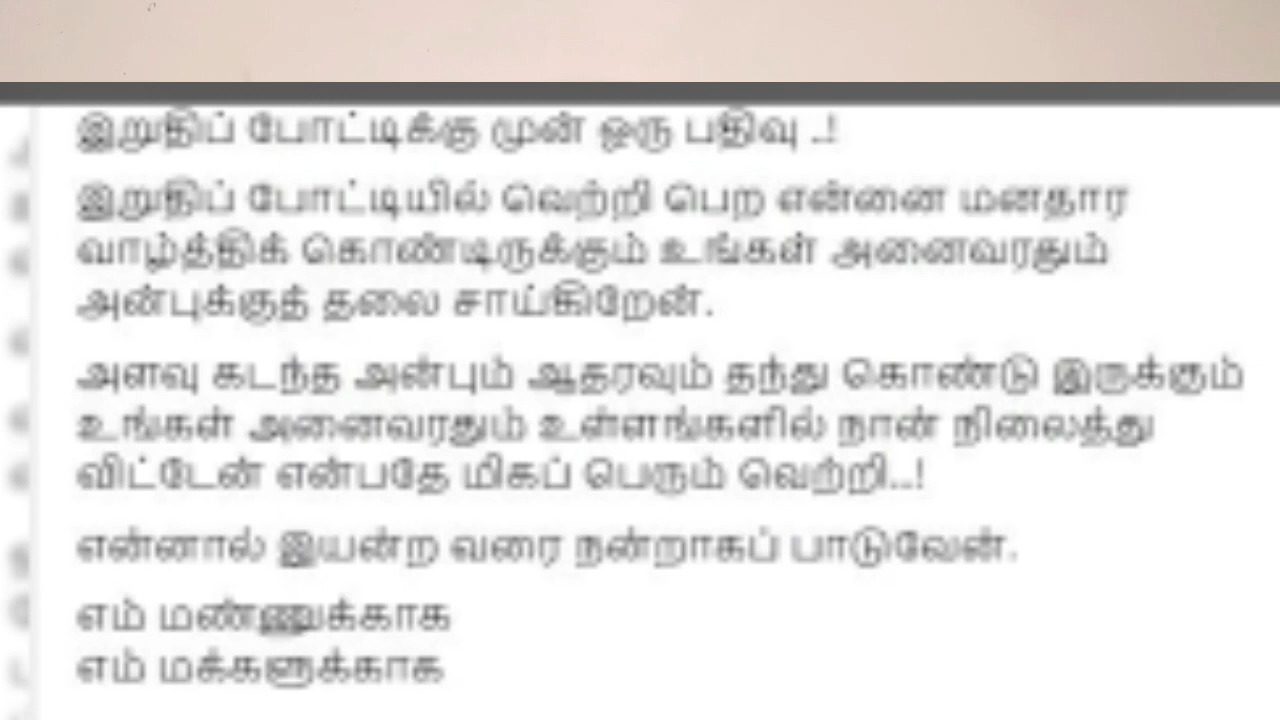 இறுதிப் போட்டிக்கு முன் ஒரு பதிவு ..!
இறுதிப் போட்டியில் வெற்றி பெற என்னை மனதார
வாழ்த்திக் கொண்டிருக்கும் உங்கள் அனைவரதும்
அன்புக்குத் தலை சாய்கிறேன்.
அளவு கடந்த அன்பும் ஆதரவும் தந்து கொண்டு இருக்கும்
உங்கள் அனைவரதும் உள்ளங்களில் நான் நிலைத்து
விட்டேன் என்பதே மிகப் பெரும் வெற்றி..!
என்னால் இயன்ற வரை நன்றாகப் பாடுவேன்.
எம் மண்ணுக்காக
எம் மக்களுக்காக